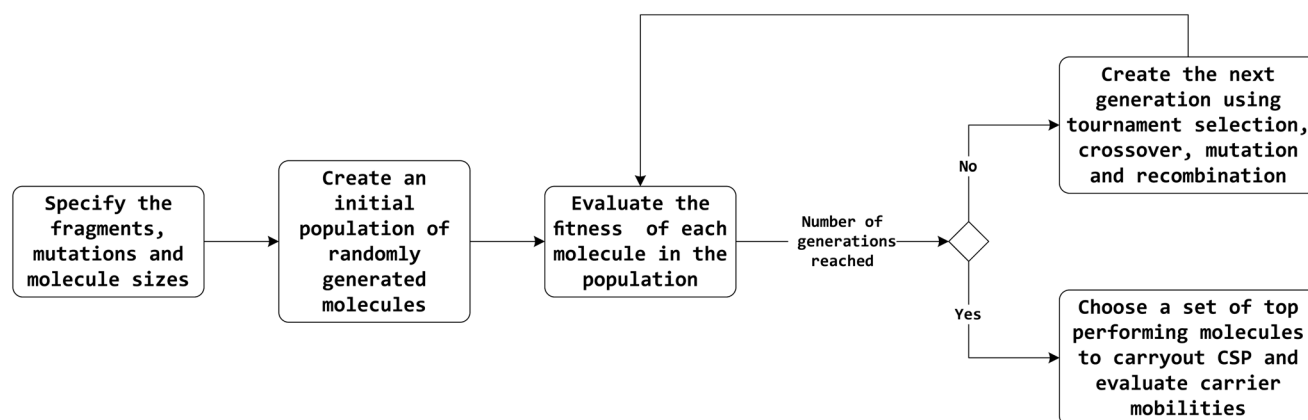 Specify the
fragments,
mutations and
molecule sizes
Create an
initial
population of
randomly
generated
molecules
Evaluate the
fitness of each
molecule in the
population
Number of
generations
reached
No
Yes
Create the next
generation using
tournament selection,
crossover, mutation
and recombination
Choose a set of top
performing molecules
to carryout CSP and
evaluate carrier
mobilities